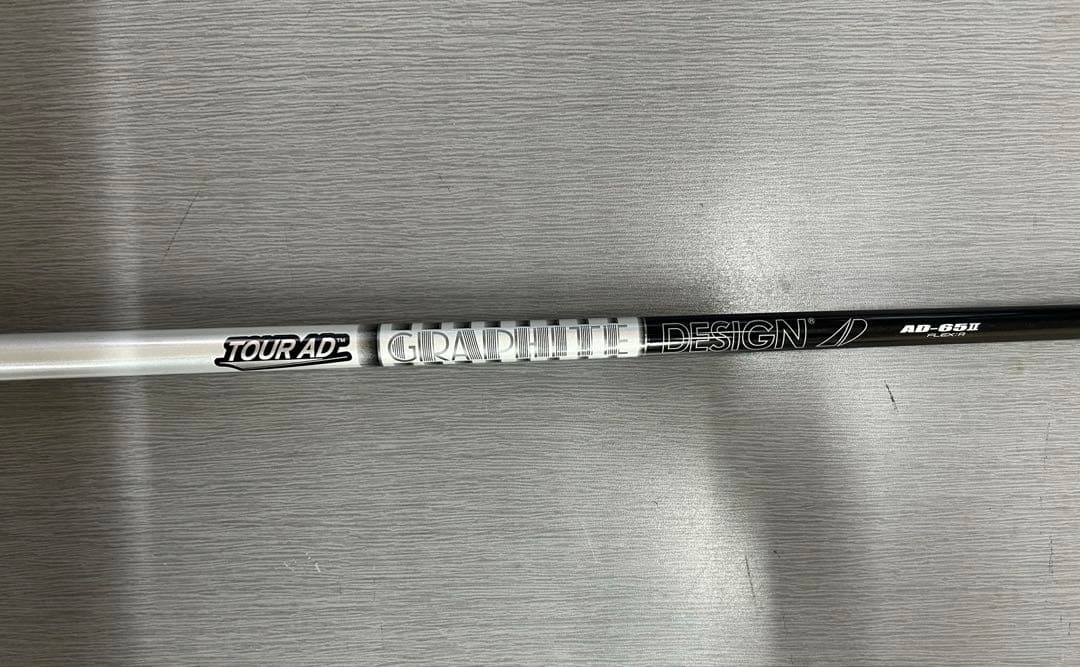 TOUR AD™
GRAPHITE DESIGN®
AD-65II
FLEX:R